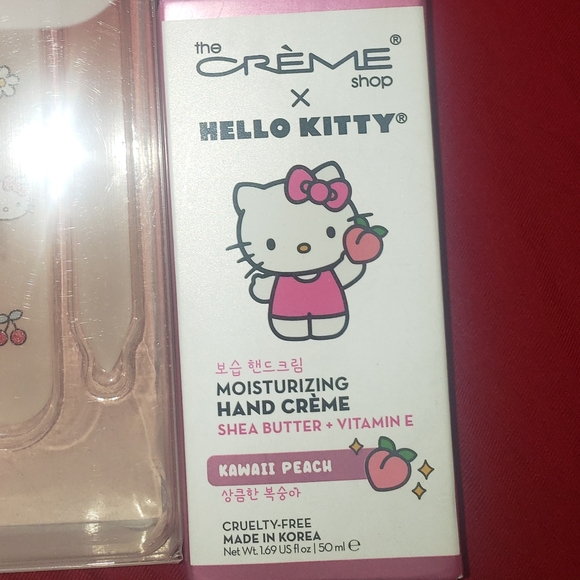 the
CRÈME®
shop
×
HELLO KITTY®
보습 핸드크림
MOISTURIZING
HAND CRÈME
SHEA BUTTER + VITAMIN E
KAWAII PEACH
상큼한 복숭아
CRUELTY-FREE
MADE IN KOREA
Net Wt. 1.69 US fl oz | 50 ml ℮